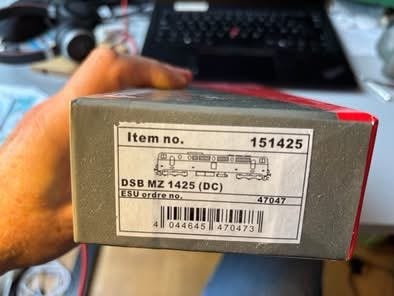 Item no. 151425
DSB MZ 1425 (DC)
ESU ordre no. 47047
4 044645 470473